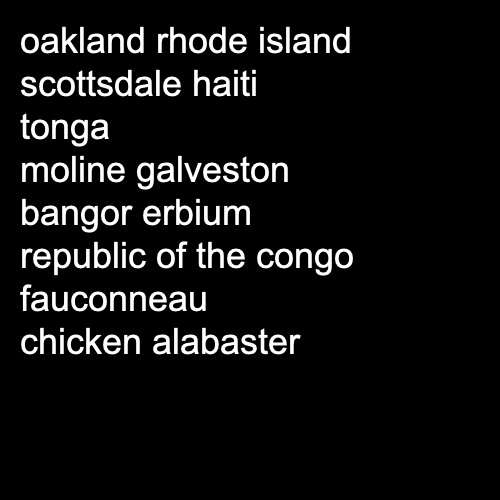 oakland rhode island
scottsdale haiti
tonga
moline galveston
bangor erbium
republic of the congo
fauconneau
chicken alabaster